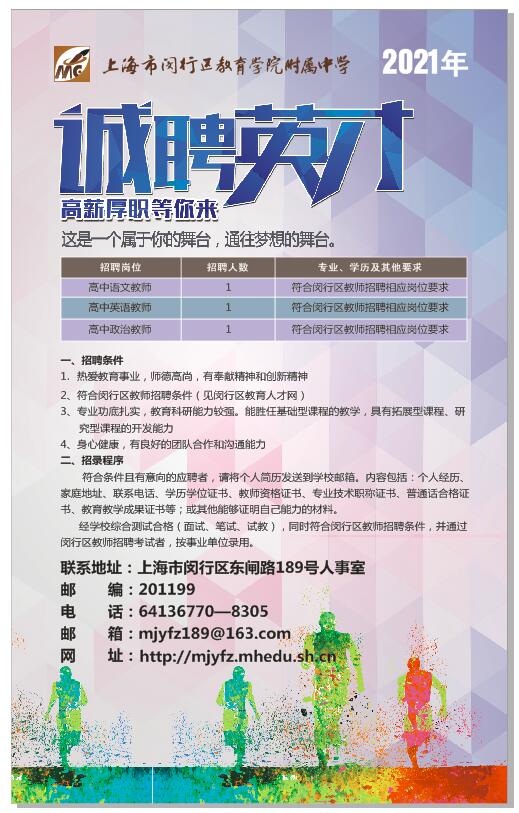 MG
上海市闵行区教育学院附属中学 2021年
诚聘英才
高薪厚职等你来
这是一个属于你的舞台，通往梦想的舞台。
招聘岗位 招聘人数 专业、学历及其他要求
高中语文教师 1 符合闵行区教师招聘相应岗位要求
高中英语教师 1 符合闵行区教师招聘相应岗位要求
高中政治教师 1 符合闵行区教师招聘相应岗位要求
一、招聘条件
1、热爱教育事业，师德高尚，有奉献精神和创新精神
2、符合闵行区教师招聘条件（见闵行区教育人才网）
3、专业功底扎实，教育科研能力较强。能胜任基础型课程的教学，具有拓展型课程、研
究型课程的开发能力
4、身心健康，有良好的团队合作和沟通能力
二、招录程序
符合条件且有意向的应聘者，请将个人简历发送到学校邮箱。内容包括：个人经历、
家庭地址、联系电话、学历学位证书、教师资格证书、专业技术职称证书、普通话合格证
书、教育教学成果证书等；或其他能够证明自己能力的材料。
经学校综合测试合格（面试、笔试、试教），同时符合闵行区教师招聘条件，并通过
闵行区教师招聘考试者，按事业单位录用。
联系地址：上海市闵行区东闸路189号人事室
邮 编：201199
电 话：64136770—8305
邮 箱：mjyfz189@163.com
网 址：http://mjyfz.mhedu.sh.cn